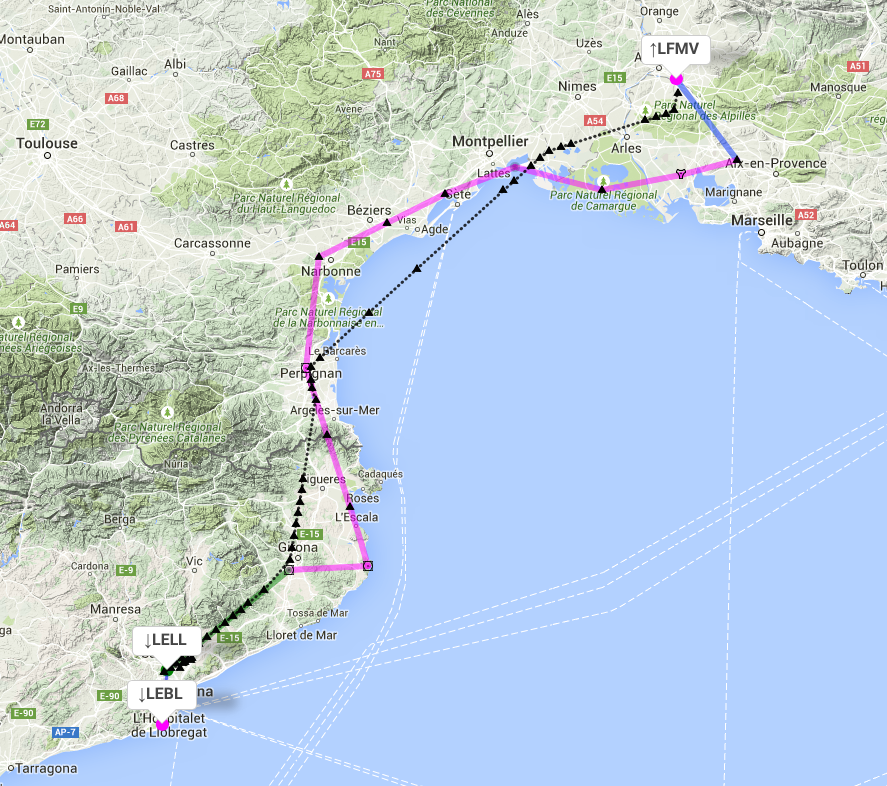 Saint-Antonin-Noble-Val
Parc National
des Cévennes
Alès
Orange
Montauban
Anduze
Gaillac
Albi
Nant
Uzès
↑LFMV
A75
E15
A51
A68
Nimes
Manosque
Avène
E72
A54
Parc Naturel
Régional des Alpilles
Toulouse
Castres
Montpellier
Arles
Lattes
Aix-en-Provence
Parc Naturel Régional
du Haut-Languedoc
Sète
Parc Naturel Régional
de Camargue
Marignane
Béziers
A64
A66
A61
Vias
Agde
Marseille
A52
Carcassonne
E15
Aubagne
Pamiers
Narbonne
Toulon
E9
Parc Naturel Régional
de la Narbonnaise en...
Naturel Régional
Ariégeoises
Le Barcarès
Ax-les-Thermes
Perpignan
Andorra
la Vella
Argelès-sur-Mer
Parc Naturel Régional
des Pyrénées Catalanes
Núria
Cadaqués
Figueres
Roses
Berga
L'Escala
E-15
Girona
Vic
Cardona
E-9
Manresa
Tossa de Mar
E-15
Lloret de Mar
↓LELL
↓LEBL
E-90
na
E-90
L'Hospitalet
de Llobregat
AP-7
Tarragona